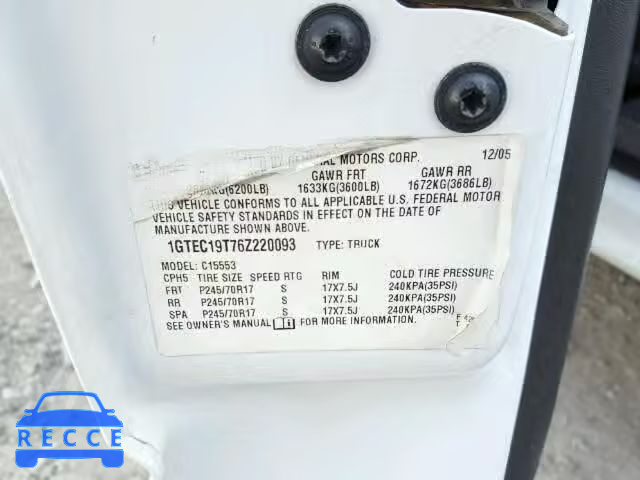 MOTORS CORP. 12/05
GAWR FRT GAWR RR
(6200LB) 1633KG(3600LB) 1672KG(3686LB)
VEHICLE CONFORMS TO ALL APPLICABLE U.S. FEDERAL MOTOR
VEHICLE SAFETY STANDARDS IN EFFECT ON THE DATE OF
MANUFACTURE SHOWN ABOVE.
1GTEC19T76Z220093 TYPE: TRUCK
MODEL: C15553
CPH5 TIRE SIZE SPEED RTG RIM COLD TIRE PRESSURE
FRT P245/70R17 S 17X7.5J 240KPA(35PSI)
RR P245/70R17 S 17X7.5J 240KPA(35PSI)
SPA P245/70R17 S 17X7.5J 240KPA(35PSI)
SEE OWNER'S MANUAL FOR MORE INFORMATION.
RECCE